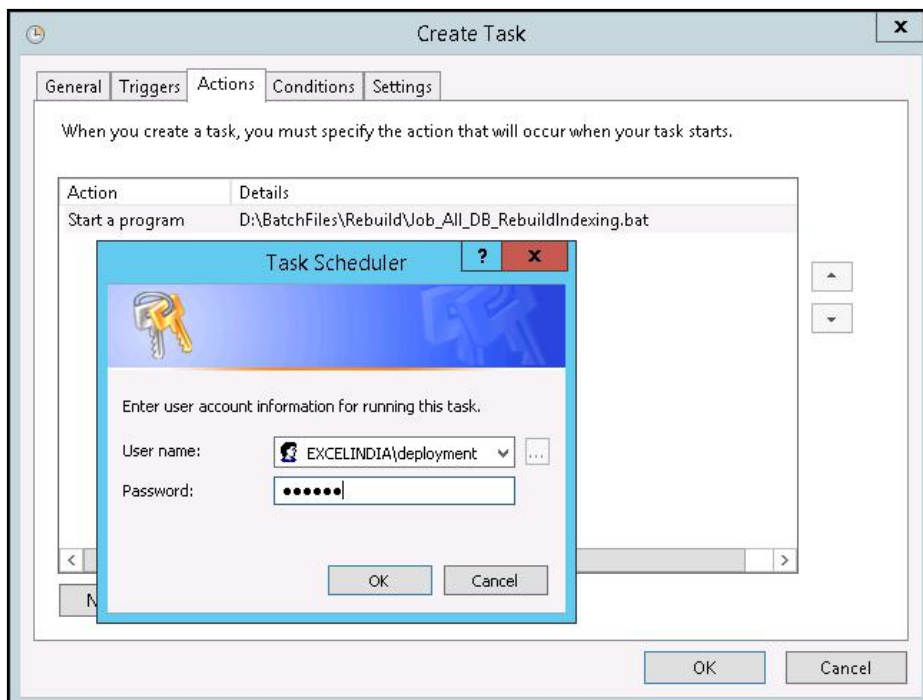 Create Task
General Triggers Actions Conditions Settings
When you create a task, you must specify the action that will occur when your task starts.
Action Details
Start a program D:\BatchFiles\Rebuild\Job_All_DB_RebuildIndexing.bat
Task Scheduler
Enter user account information for running this task.
User name: EXCELINDIA\deployment
Password: ●●●●●●
OK Cancel
OK Cancel